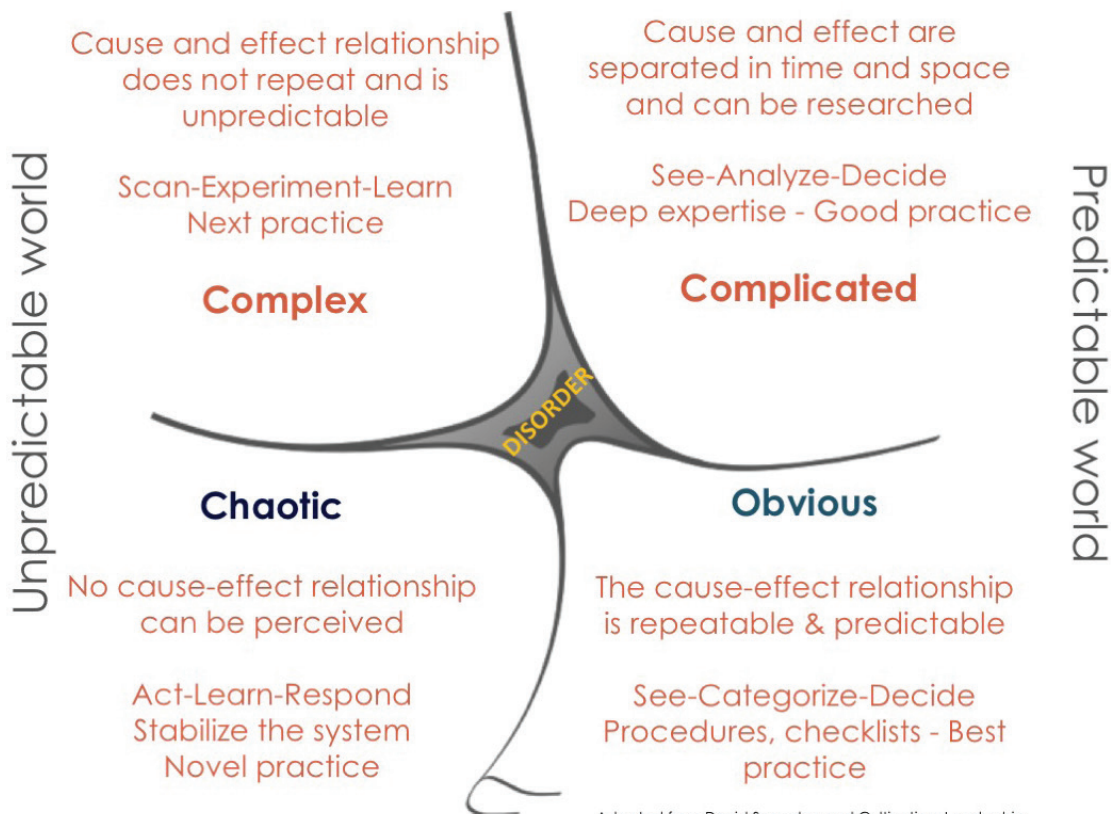 Unpredictable world
Cause and effect relationship
does not repeat and is
unpredictable
Scan-Experiment-Learn
Next practice
Complex
Cause and effect are
separated in time and space
and can be researched
See-Analyze-Decide
Deep expertise - Good practice
Complicated
Predictable world
DISORDER
Chaotic
No cause-effect relationship
can be perceived
Act-Learn-Respond
Stabilize the system
Novel practice
Obvious
The cause-effect relationship
is repeatable & predictable
See-Categorize-Decide
Procedures, checklists - Best
practice